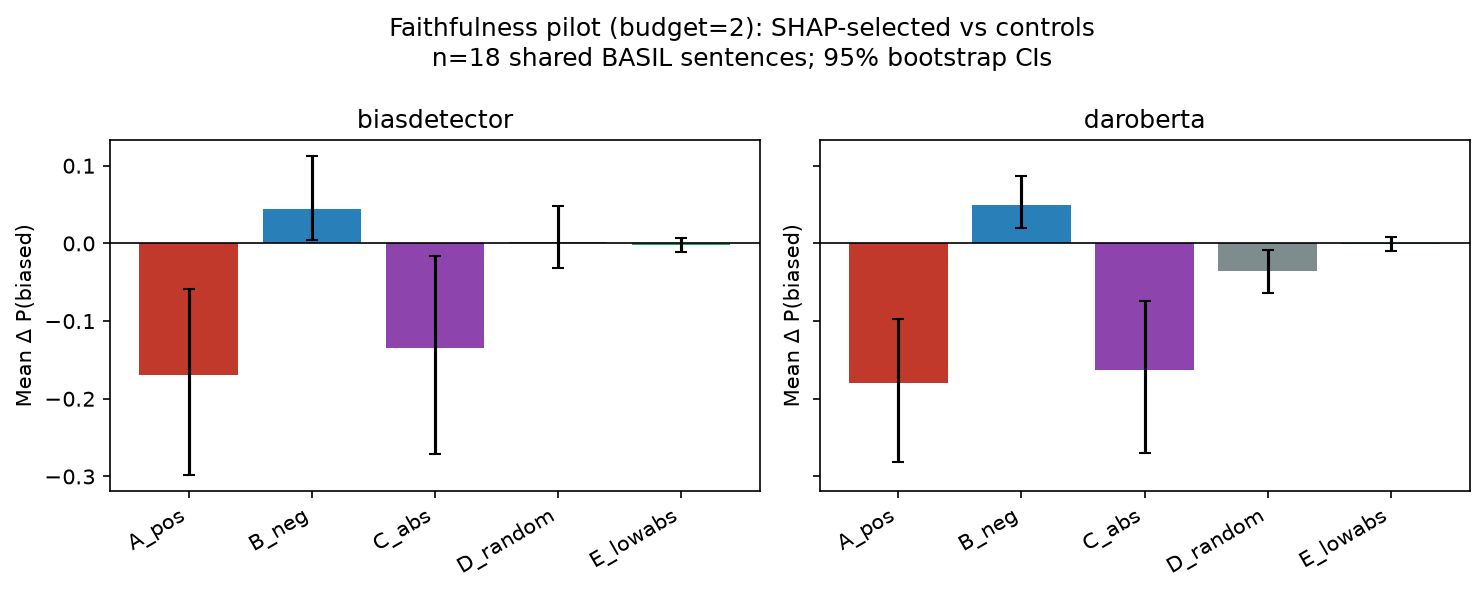 Faithfulness pilot (budget=2): SHAP-selected vs controls
n=18 shared BASIL sentences; 95% bootstrap CIs
biasdetector
Mean Δ P(biased)
0.1
0.0
−0.1
−0.2
−0.3
A_pos
B_neg
C_abs
D_random
E_lowabs
daroberta
Mean Δ P(biased)
A_pos
B_neg
C_abs
D_random
E_lowabs